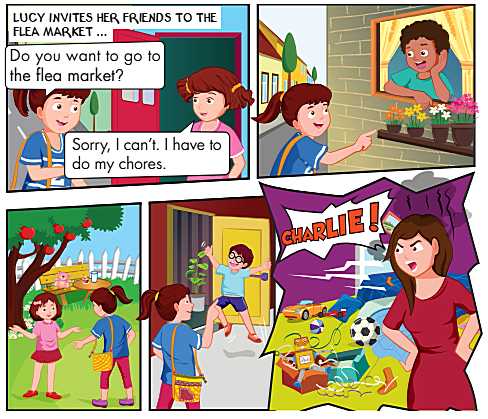 LUCY INVITES HER FRIENDS TO THE
FLEA MARKET ...
Do you want to go to
the flea market?
Sorry, I can't. I have to
do my chores.
CHARLIE!